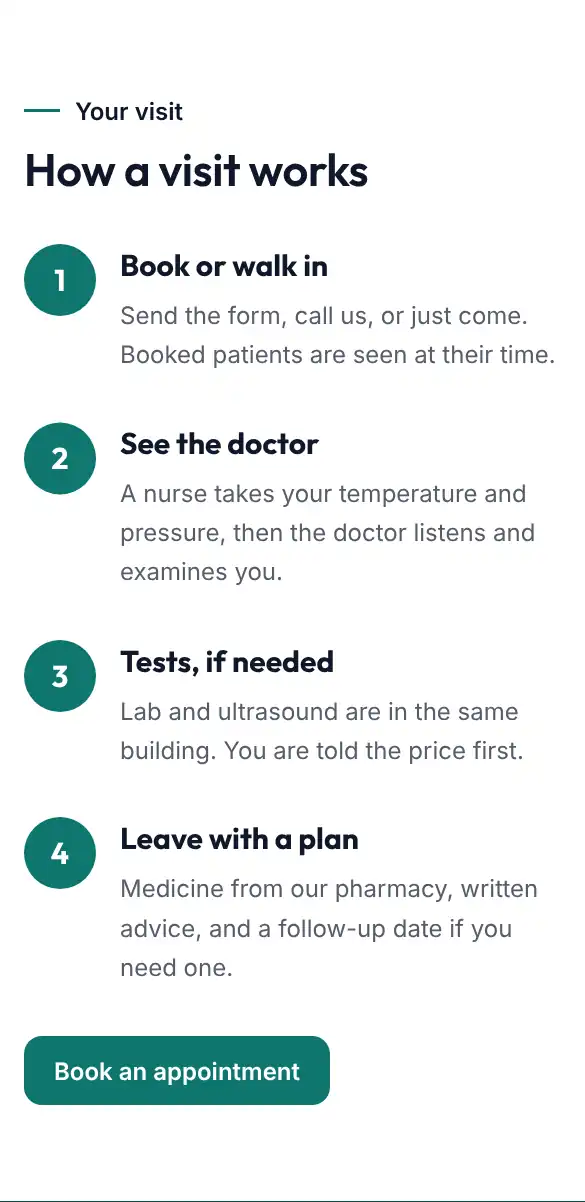 Your visit
How a visit works
1
Book or walk in
Send the form, call us, or just come.
Booked patients are seen at their time.
2
See the doctor
A nurse takes your temperature and
pressure, then the doctor listens and
examines you.
3
Tests, if needed
Lab and ultrasound are in the same
building. You are told the price first.
4
Leave with a plan
Medicine from our pharmacy, written
advice, and a follow-up date if you
need one.
Book an appointment